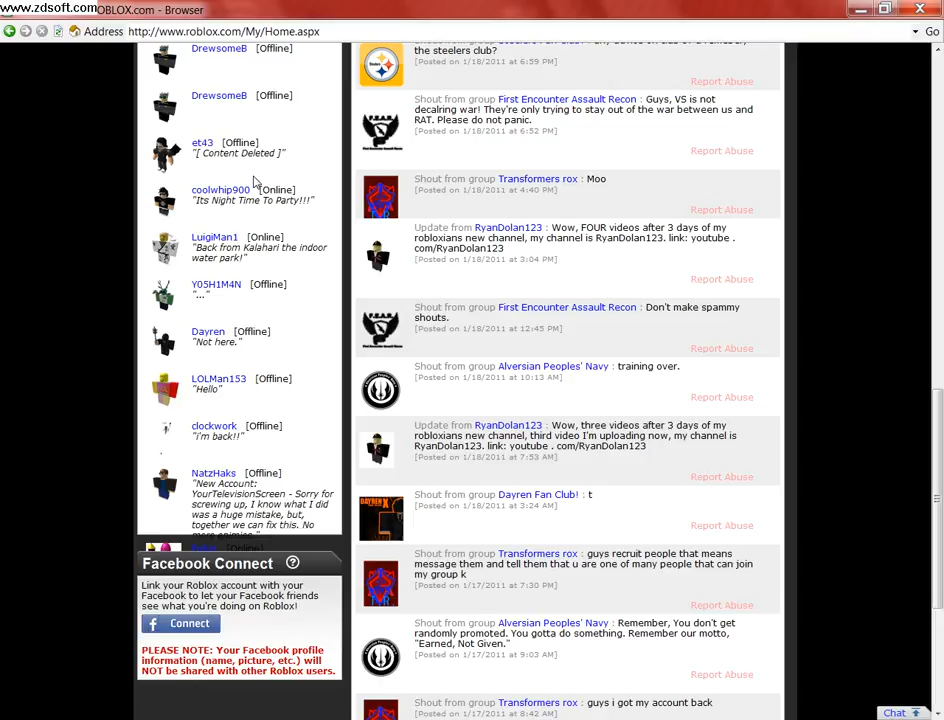 www.zdsoft.com OBLOX.com - Browser
Address http://www.roblox.com/My/Home.aspx Go
DrewsomeB [Offline]
DrewsomeB [Offline]
et43 [Offline]
"[ Content Deleted ]"
coolwhip900 [Online]
"Its Night Time To Party!!!"
LuigiMan1 [Online]
"Back from Kalahari the indoor
water park!"
Y05H1M4N [Offline]
"..."
Dayren [Offline]
"Not here."
LOLMan153 [Offline]
"Hello"
clockwork [Offline]
"i'm back!!"
.
NatzHaks [Offline]
"New Account:
YourTelevisionScreen - Sorry for
screwing up, I know what I did
was a huge mistake, but,
together we can fix this. No
more enimies."
Facebook Connect ?
Link your Roblox account with your
Facebook to let your Facebook friends
see what you're doing on Roblox!
f Connect
PLEASE NOTE: Your Facebook profile
information (name, picture, etc.) will
NOT be shared with other Roblox users.
the steelers club?
[Posted on 1/18/2011 at 6:59 PM]
Report Abuse
Shout from group First Encounter Assault Recon : Guys, VS is not
decalring war! They're only trying to stay out of the war between us and
RAT. Please do not panic.
[Posted on 1/18/2011 at 6:52 PM]
Report Abuse
Shout from group Transformers rox : Moo
[Posted on 1/18/2011 at 4:40 PM]
Report Abuse
Update from RyanDolan123 : Wow, FOUR videos after 3 days of my
robloxians new channel, my channel is RyanDolan123. link: youtube .
com/RyanDolan123
[Posted on 1/18/2011 at 3:04 PM]
Report Abuse
Shout from group First Encounter Assault Recon : Don't make spammy
shouts.
[Posted on 1/18/2011 at 12:45 PM]
Report Abuse
Shout from group Alversian Peoples' Navy : training over.
[Posted on 1/18/2011 at 10:13 AM]
Report Abuse
Update from RyanDolan123 : Wow, three videos after 3 days of my
robloxians new channel, third video I'm uploading now, my channel is
RyanDolan123. link: youtube . com/RyanDolan123
[Posted on 1/18/2011 at 7:53 AM]
Report Abuse
Shout from group Dayren Fan Club! : t
[Posted on 1/18/2011 at 3:24 AM]
Report Abuse
Shout from group Transformers rox : guys recruit people that means
message them and tell them that u are one of many people that can join
my group k
[Posted on 1/17/2011 at 7:30 PM]
Report Abuse
Shout from group Alversian Peoples' Navy : Remember, You don't get
randomly promoted. You gotta do something. Remember our motto,
"Earned, Not Given."
[Posted on 1/17/2011 at 9:03 AM]
Report Abuse
Shout from group Transformers rox : guys i got my account back
[Posted on 1/17/2011 at 8:42 AM]
Chat